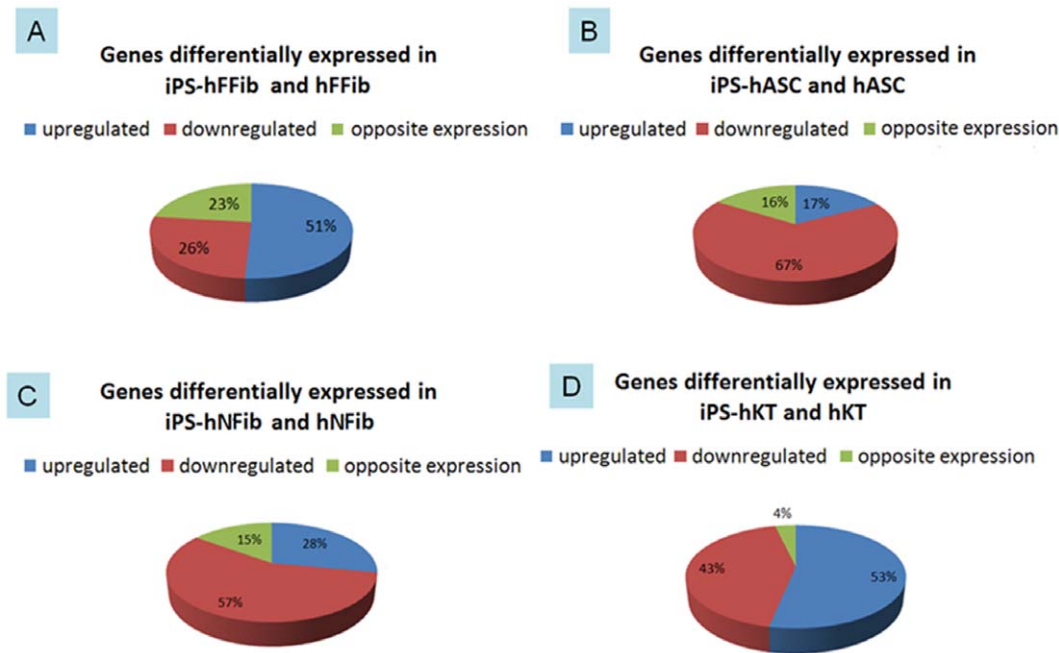 A
Genes differentially expressed in
iPS-hFFib and hFFib
upregulated downregulated opposite expression
23%
51%
26%
B
Genes differentially expressed in
iPS-hASC and hASC
upregulated downregulated opposite expression
16% 17%
67%
C
Genes differentially expressed in
iPS-hNFib and hNFib
upregulated downregulated opposite expression
15% 28%
57%
D
Genes differentially expressed in
iPS-hKT and hKT
upregulated downregulated opposite expression
4%
43%
53%